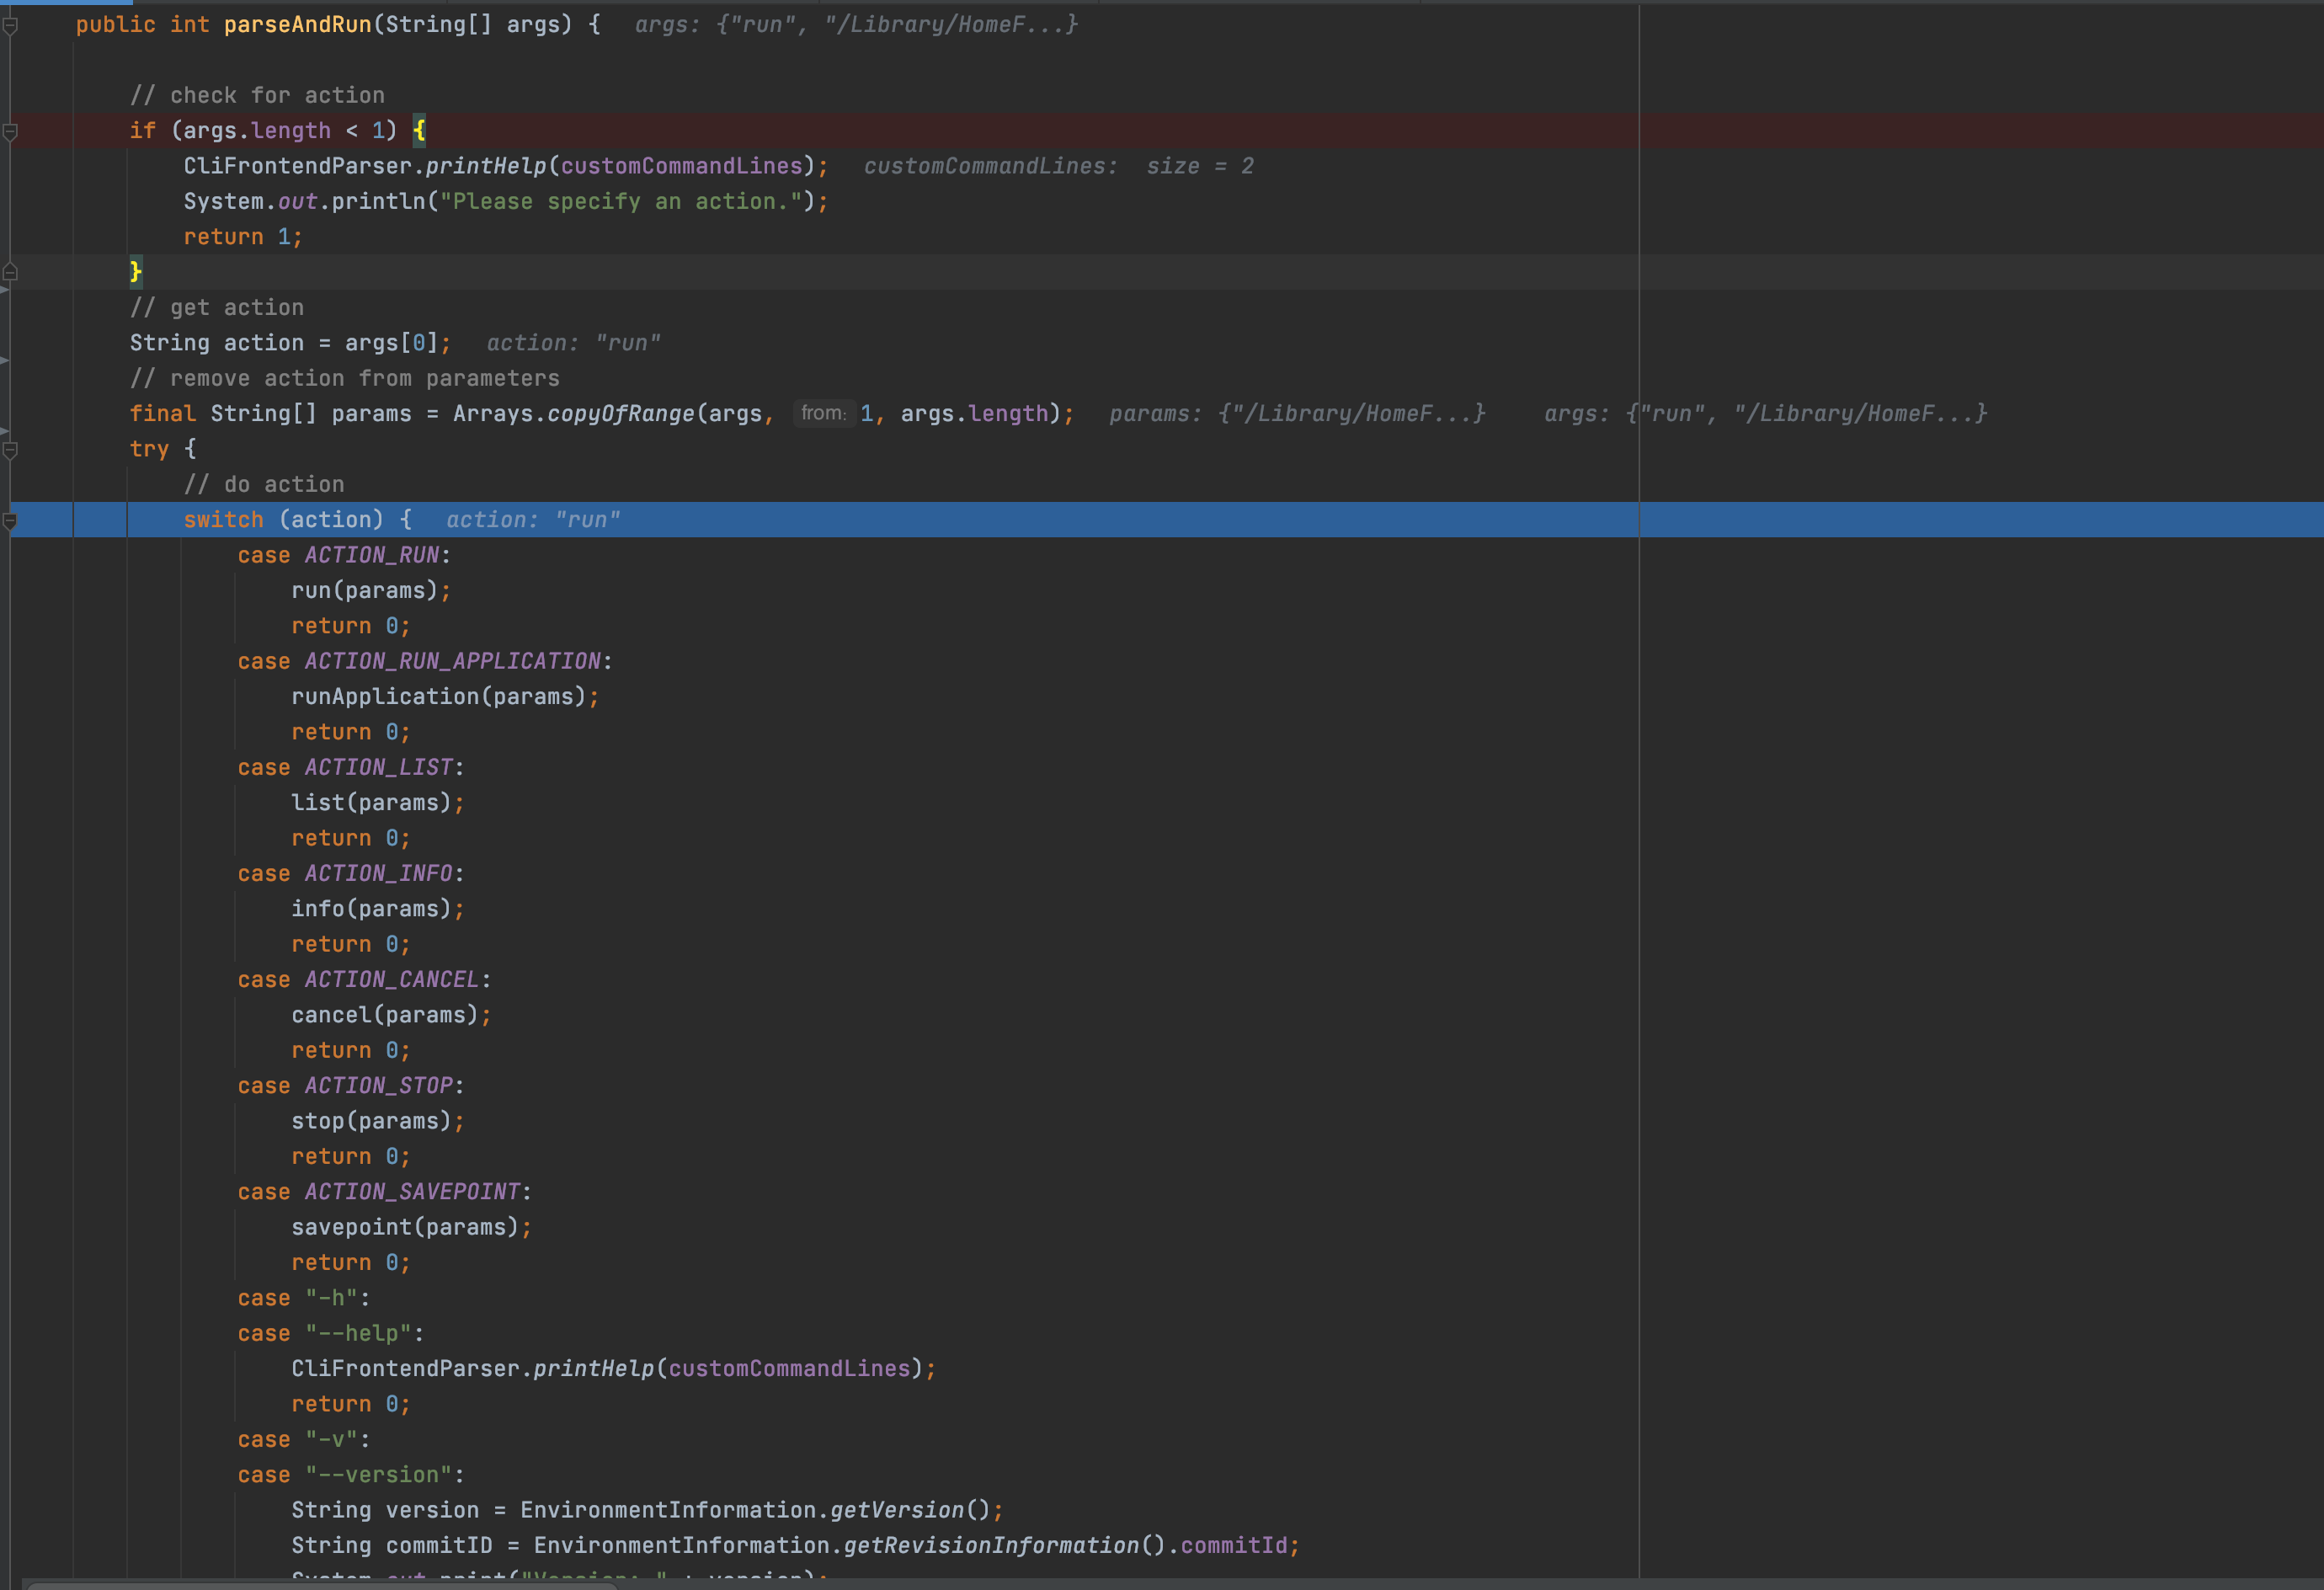 public int parseAndRun(String[] args) {   args: {"run", "/Library/HomeF...}
// check for action
if (args.length < 1) {
CliFrontendParser.printHelp(customCommandLines);   customCommandLines:  size = 2
System.out.println("Please specify an action.");
return 1;
}
// get action
String action = args[0];   action: "run"
// remove action from parameters
final String[] params = Arrays.copyOfRange(args, from: 1, args.length);   params: {"/Library/HomeF...}    args: {"run", "/Library/HomeF...}
try {
// do action
switch (action) {   action: "run"
case ACTION_RUN:
run(params);
return 0;
case ACTION_RUN_APPLICATION:
runApplication(params);
return 0;
case ACTION_LIST:
list(params);
return 0;
case ACTION_INFO:
info(params);
return 0;
case ACTION_CANCEL:
cancel(params);
return 0;
case ACTION_STOP:
stop(params);
return 0;
case ACTION_SAVEPOINT:
savepoint(params);
return 0;
case "-h":
case "--help":
CliFrontendParser.printHelp(customCommandLines);
return 0;
case "-v":
case "--version":
String version = EnvironmentInformation.getVersion();
String commitID = EnvironmentInformation.getRevisionInformation().commitId;
System.out.print("Version: " + version);